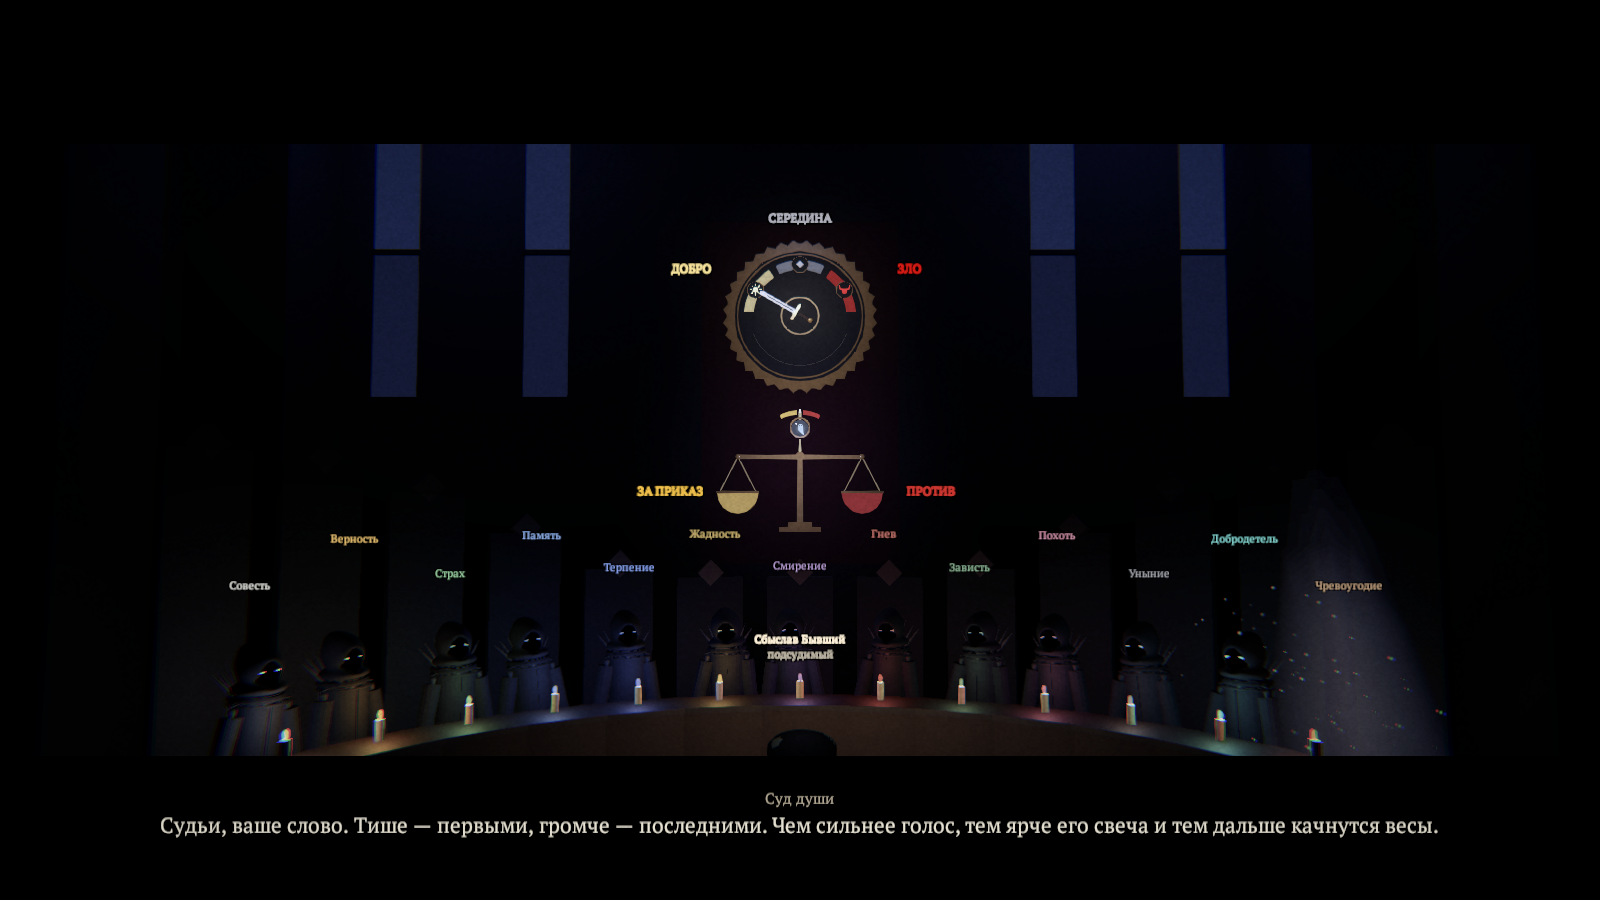 СЕРЕДИНА
ДОБРО
ЗЛО
ЗА ПРИКАЗ
ПРОТИВ
Жадность
Гнев
Верность
Память
Похоть
Добродетель
Страх
Терпение
Смирение
Зависть
Уныние
Совесть
Чревоугодие
Сбыслав Бывший
подсудимый
Суд души
Судьи, ваше слово. Тише — первыми, громче — последними. Чем сильнее голос, тем ярче его свеча и тем дальше качнутся весы.